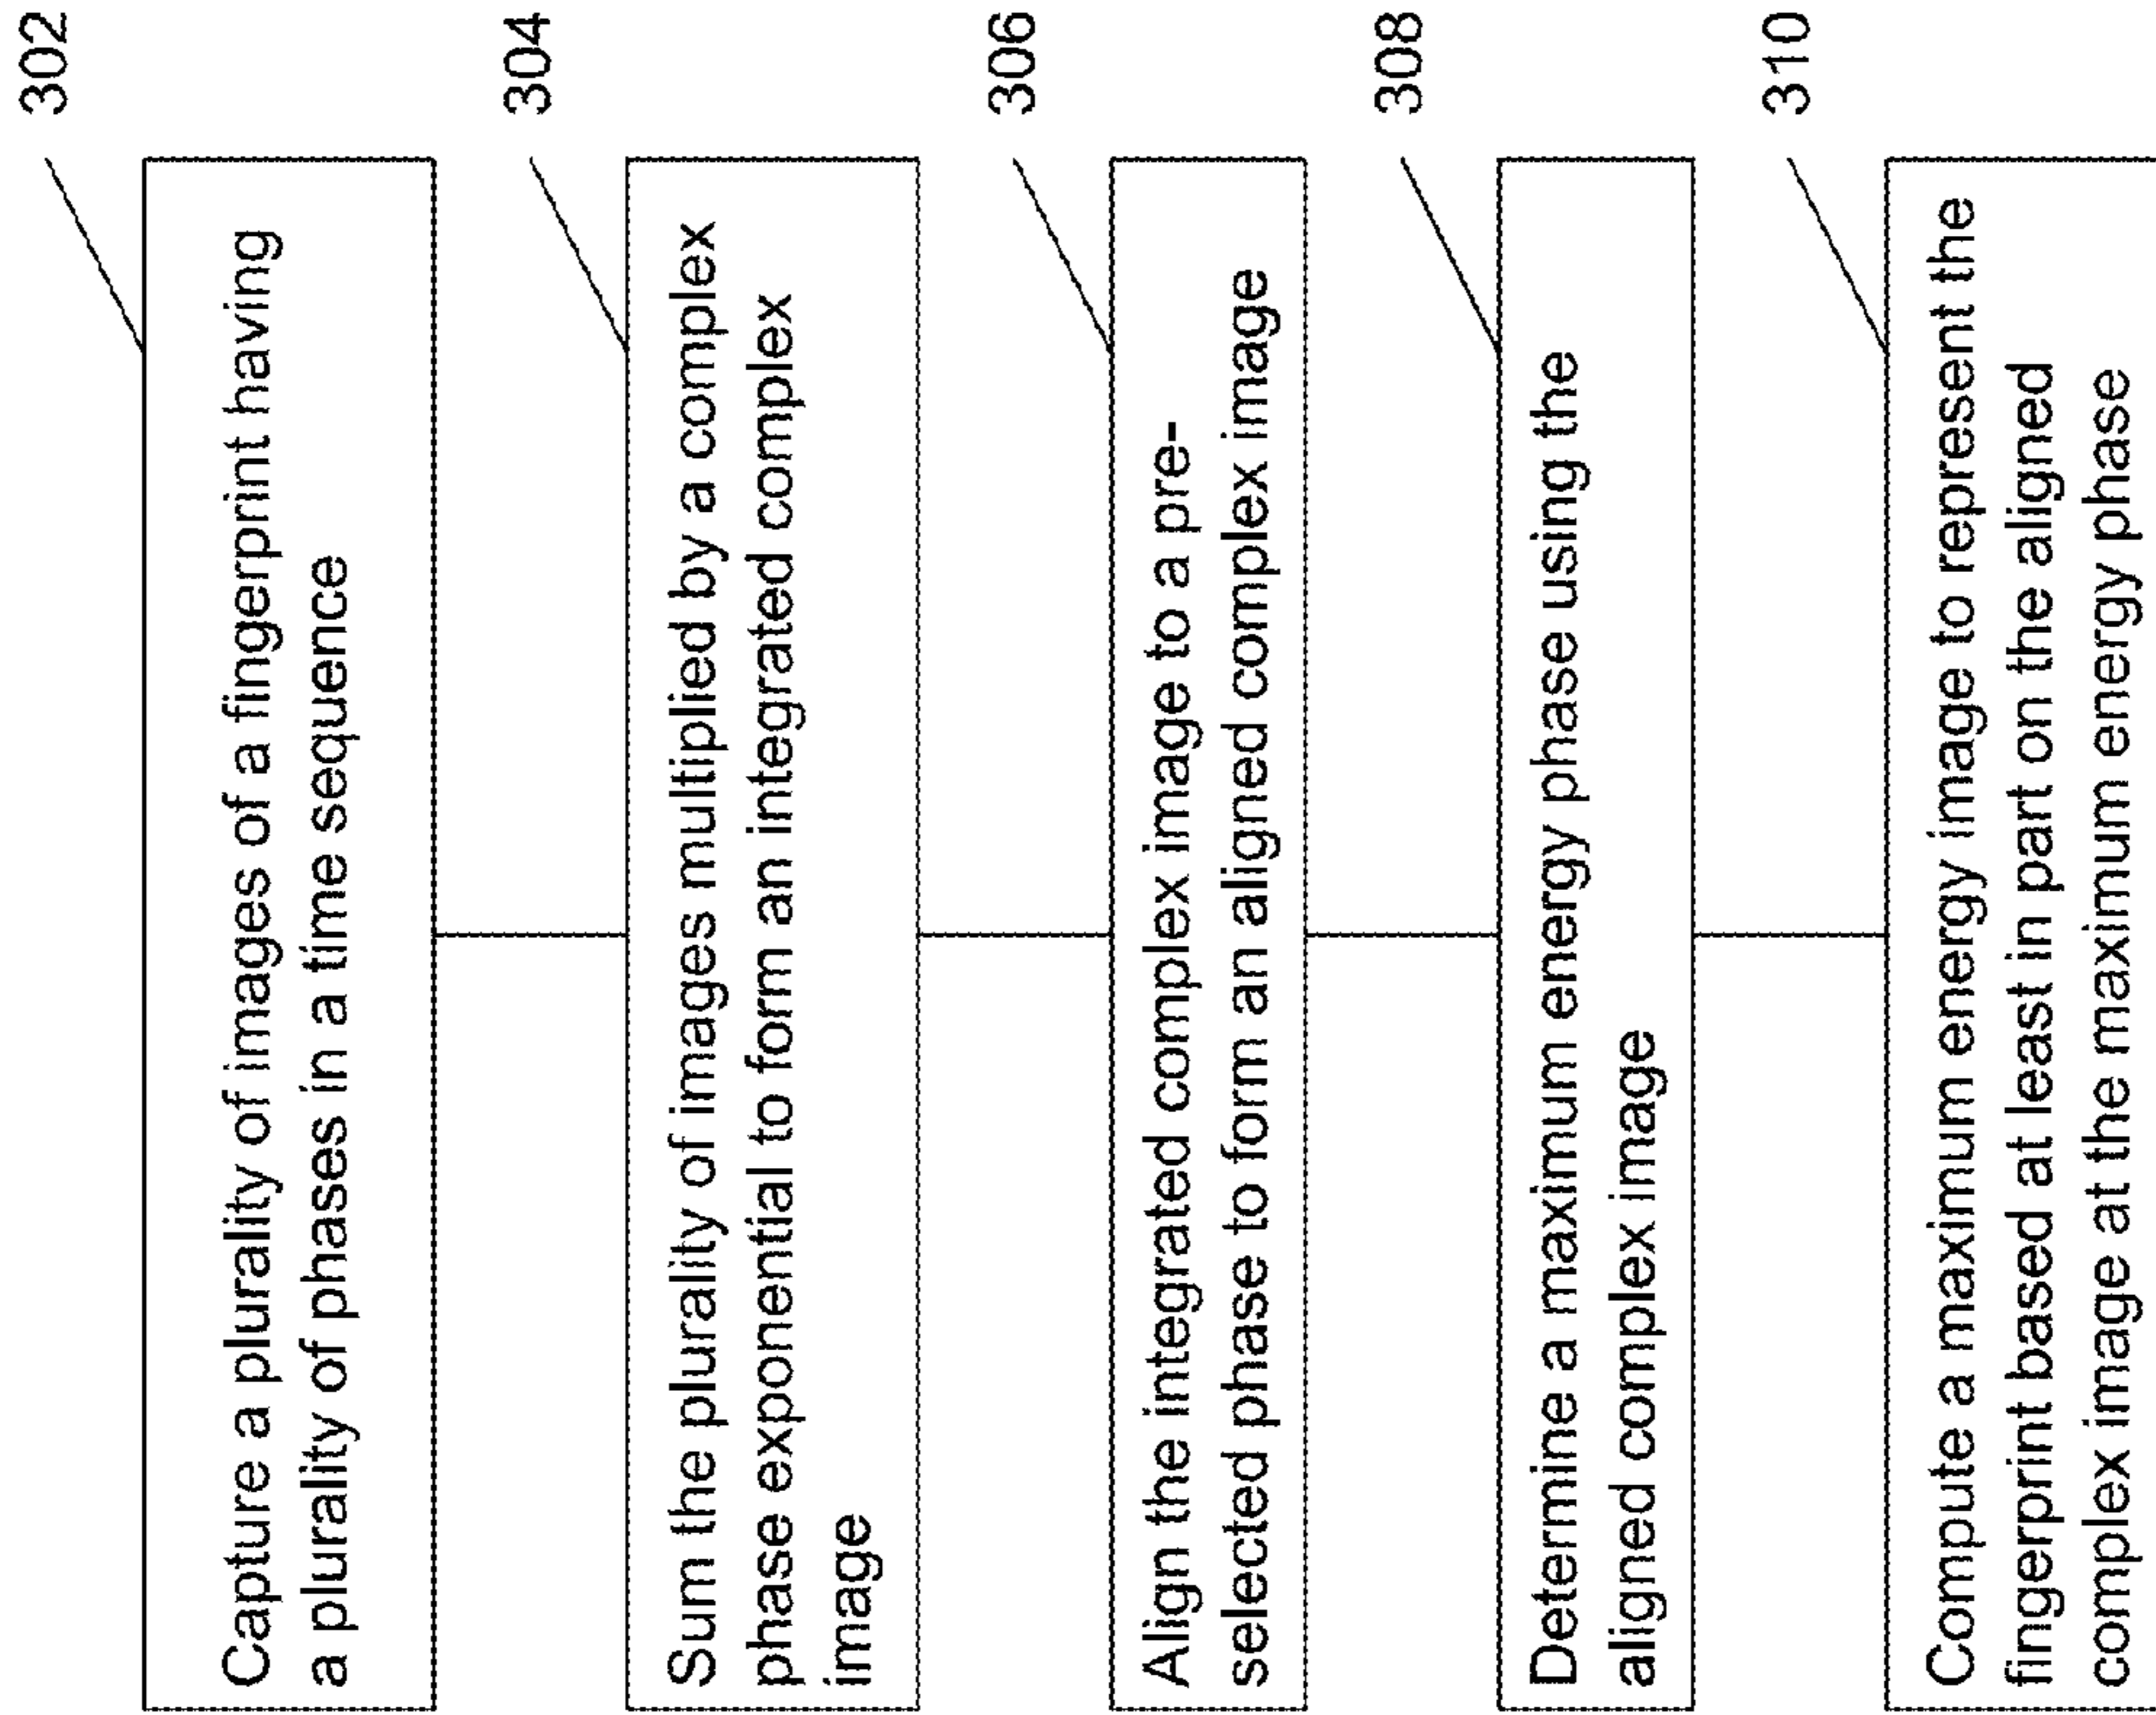 302
Capture a plurality of images of a fingerprint having
a plurality of phases in a time sequence
304
Sum the plurality of images multiplied by a complex
phase exponential to form an integrated complex
image
306
Align the integrated complex image to a pre-
selected phase to form an aligned complex image
308
Determine a maximum energy phase using the
aligned complex image
310
Compute a maximum energy image to represent the
fingerprint based at least in part on the aligned
complex image at the maximum energy phase